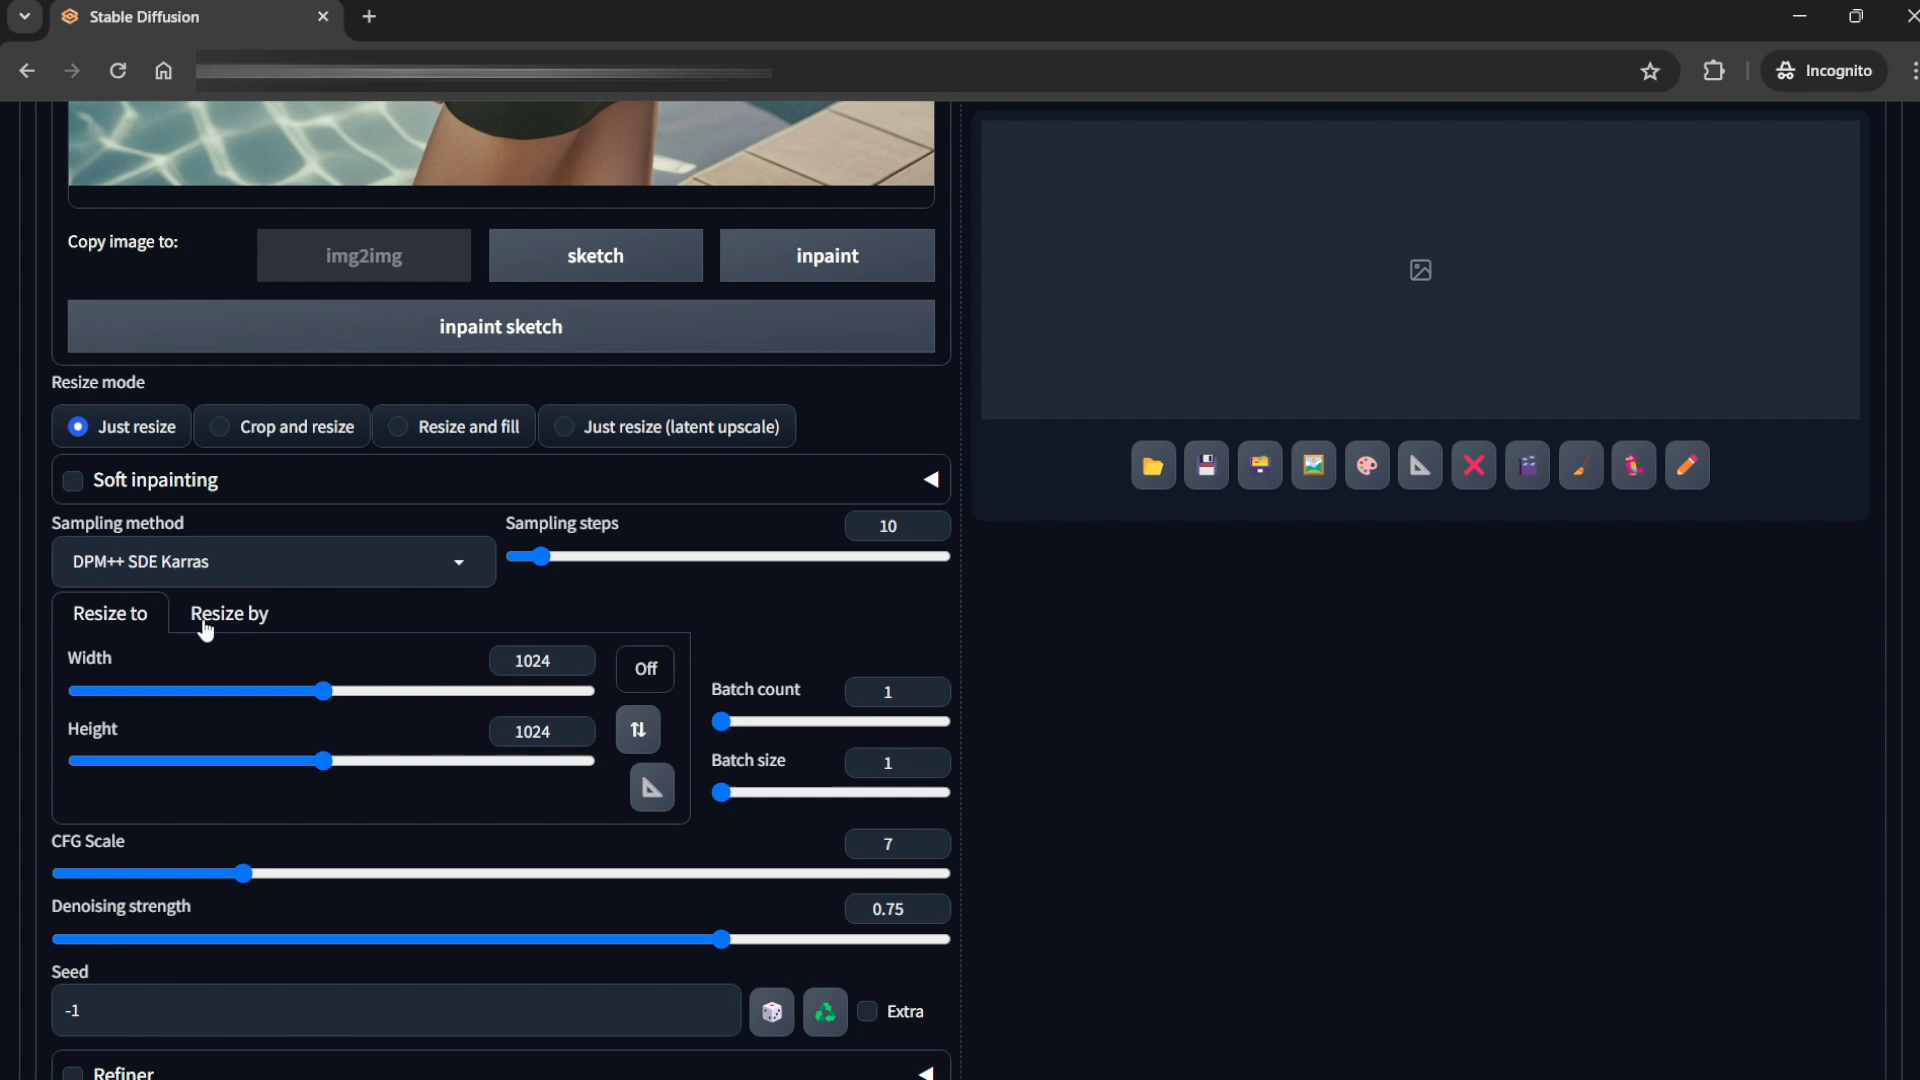 Stable Diffusion
Incognito
Copy image to:
img2img
sketch
inpaint
inpaint sketch
Resize mode
Just resize
Crop and resize
Resize and fill
Just resize (latent upscale)
Soft inpainting
Sampling method
Sampling steps
10
DPM++ SDE Karras
Resize to
Resize by
Width
1024
Off
Batch count
1
Height
1024
Batch size
1
CFG Scale
7
Denoising strength
0.75
Seed
-1
Extra
Refiner